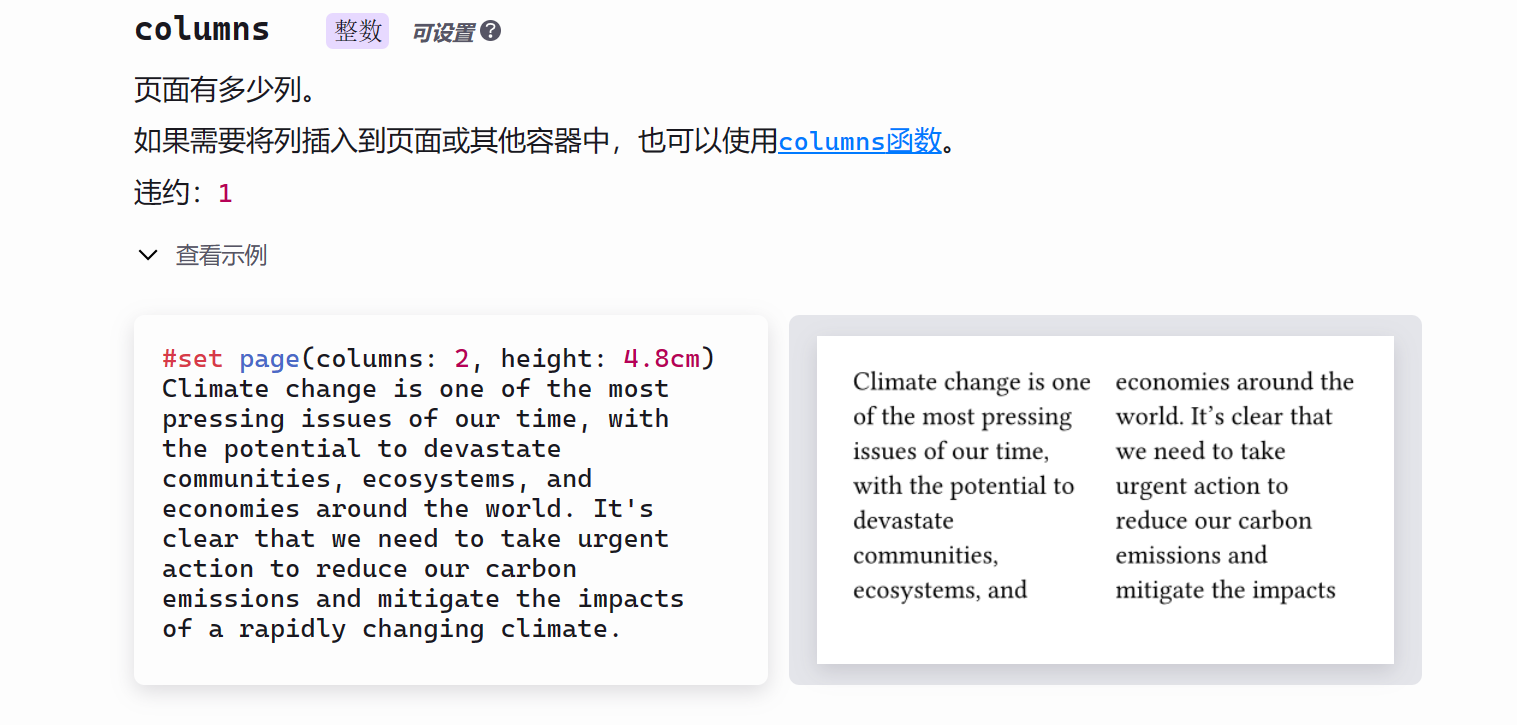 columns 整数 可设置?
页面有多少列。
如果需要将列插入到页面或其他容器中，也可以使用columns函数。
违约：1
查看示例
#set page(columns: 2, height: 4.8cm)
Climate change is one of the most
pressing issues of our time, with
the potential to devastate
communities, ecosystems, and
economies around the world. It's
clear that we need to take urgent
action to reduce our carbon
emissions and mitigate the impacts
of a rapidly changing climate.
Climate change is one
of the most pressing
issues of our time,
with the potential to
devastate
communities,
ecosystems, and
economies around the
world. It’s clear that
we need to take
urgent action to
reduce our carbon
emissions and
mitigate the impacts